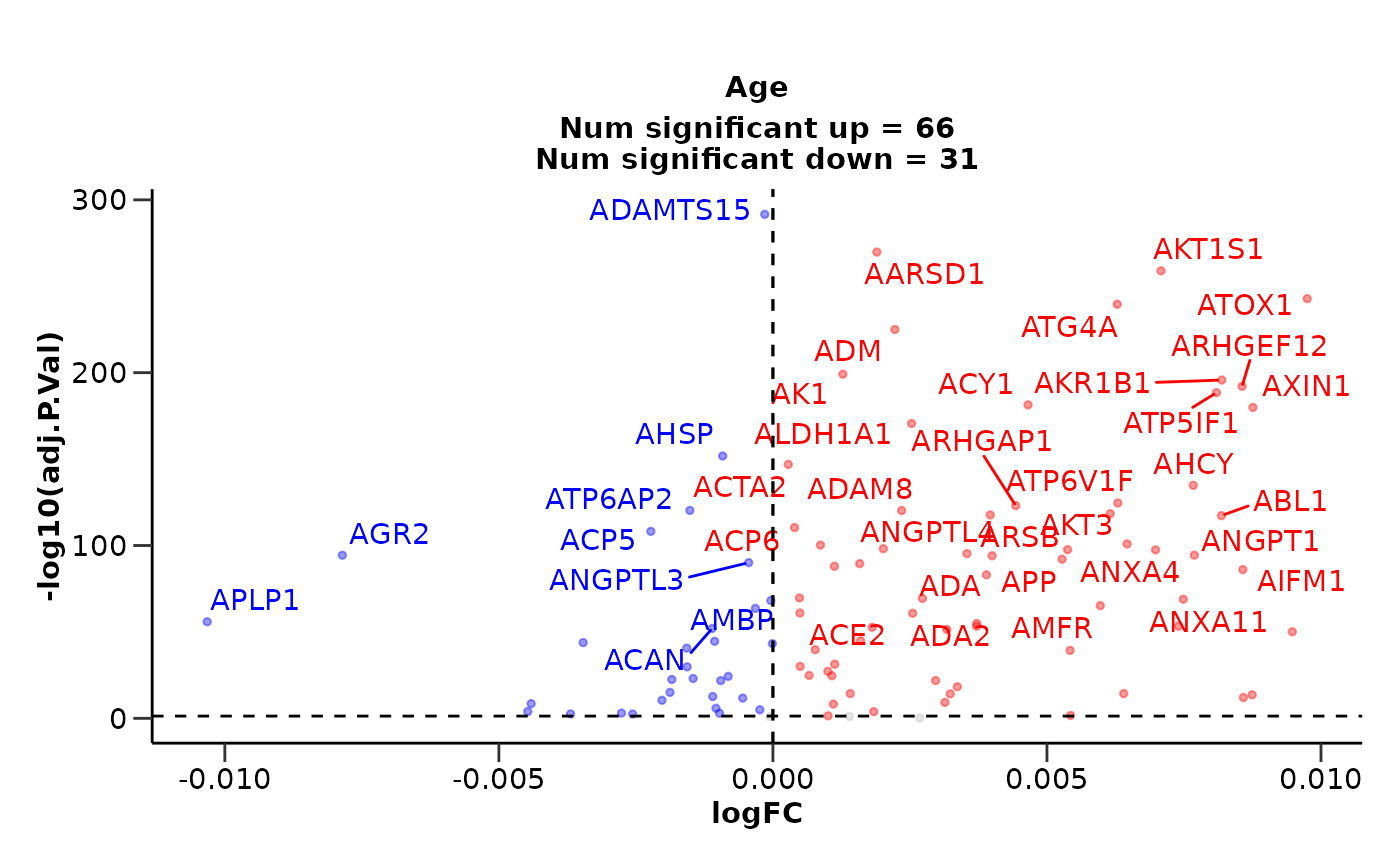 Age
Num significant up = 66
Num significant down = 31
-log10(adj.P.Val)
300
200
100
0
ADAMTS15
AARSD1
AKT1S1
ATOX1
ATG4A
ARHGEF12
ADM
AK1
ACY1
AKR1B1
AXIN1
ATP5IF1
AHSP
ALDH1A1
ARHGAP1
AHCY
ATP6AP2
ACTA2
ADAM8
ATP6V1F
ABL1
AGR2
ACP5
ACP6
ANGPTL4
ARSB
AKT3
ANGPT1
ANGPTL3
ADA
APP
ANXA4
AIFM1
APLP1
AMBP
ACE2
ADA2
AMFR
ANXA11
ACAN
-0.010
-0.005
0.000
0.005
0.010
logFC